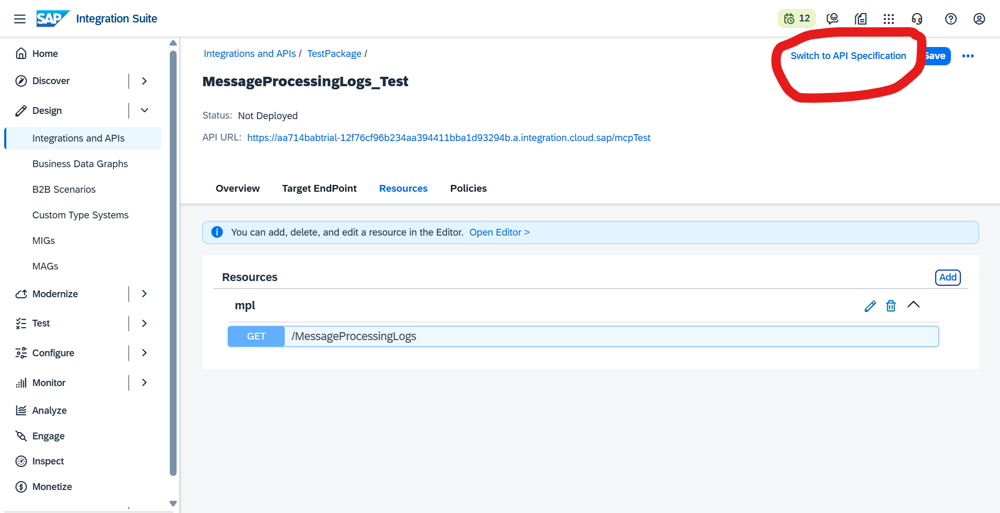 SAP Integration Suite
12
Home
Discover
Design
Integrations and APIs
Business Data Graphs
B2B Scenarios
Custom Type Systems
MIGs
MAGs
Modernize
Test
Configure
Monitor
Analyze
Engage
Inspect
Monetize
Integrations and APIs / TestPackage /
Switch to API Specification
Save
MessageProcessingLogs_Test
Status: Not Deployed
API URL: https://aa714babtrial-12f76cf96b234aa394411bba1d93294b.a.integration.cloud.sap/mcpTest
Overview Target EndPoint Resources Policies
You can add, delete, and edit a resource in the Editor. Open Editor >
Resources
Add
mpl
GET /MessageProcessingLogs